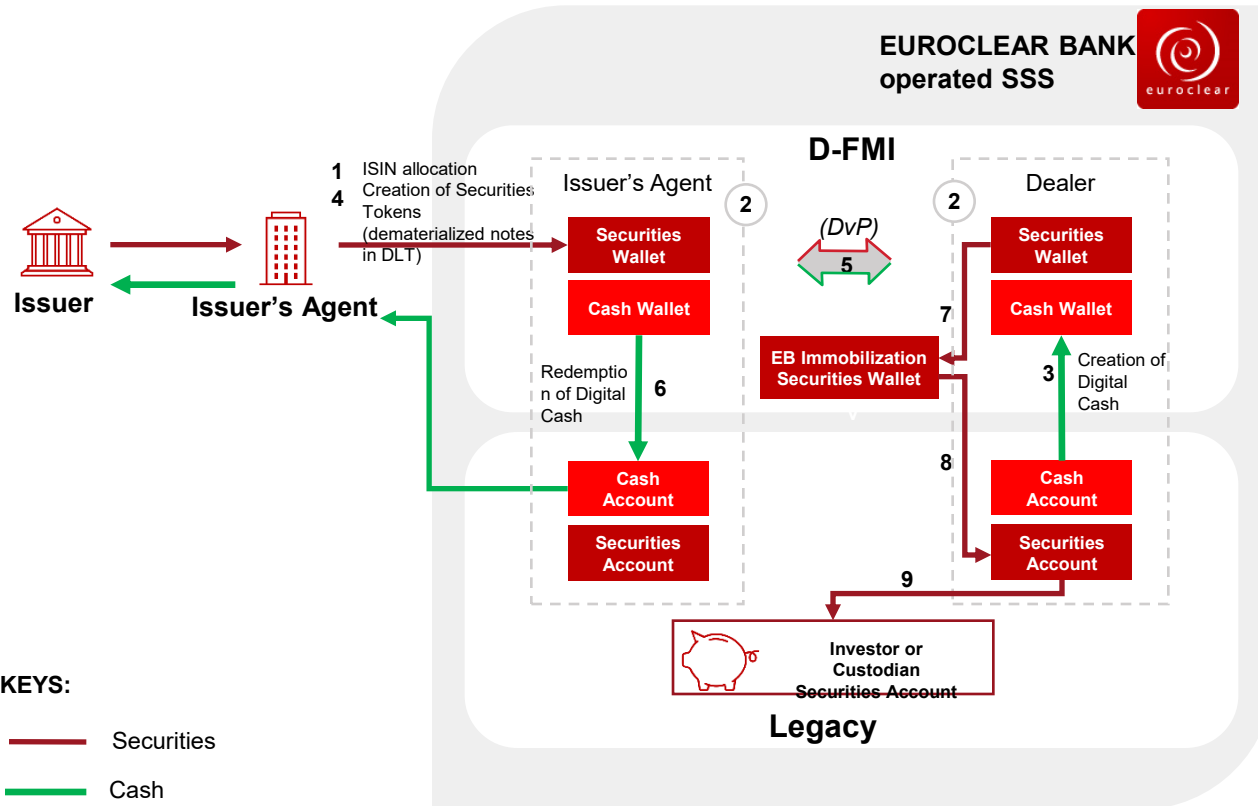 EUROCLEAR BANK
operated SSS
euroclear
D-FMI
1 ISIN allocation
4 Creation of Securities
Tokens
(dematerialized notes
in DLT)
Issuer's Agent
2
2
Dealer
Securities
Wallet
(DvP)
5
Securities
Wallet
Issuer
Issuer's Agent
Cash Wallet
Cash Wallet
7
EB Immobilization
Securities Wallet
Redemptio
n of Digital
Cash
6
3
Creation of
Digital
Cash
v
8
Cash
Account
Cash
Account
Securities
Account
Securities
Account
9
Investor or
Custodian
Securities Account
Legacy
KEYS:
Securities
Cash